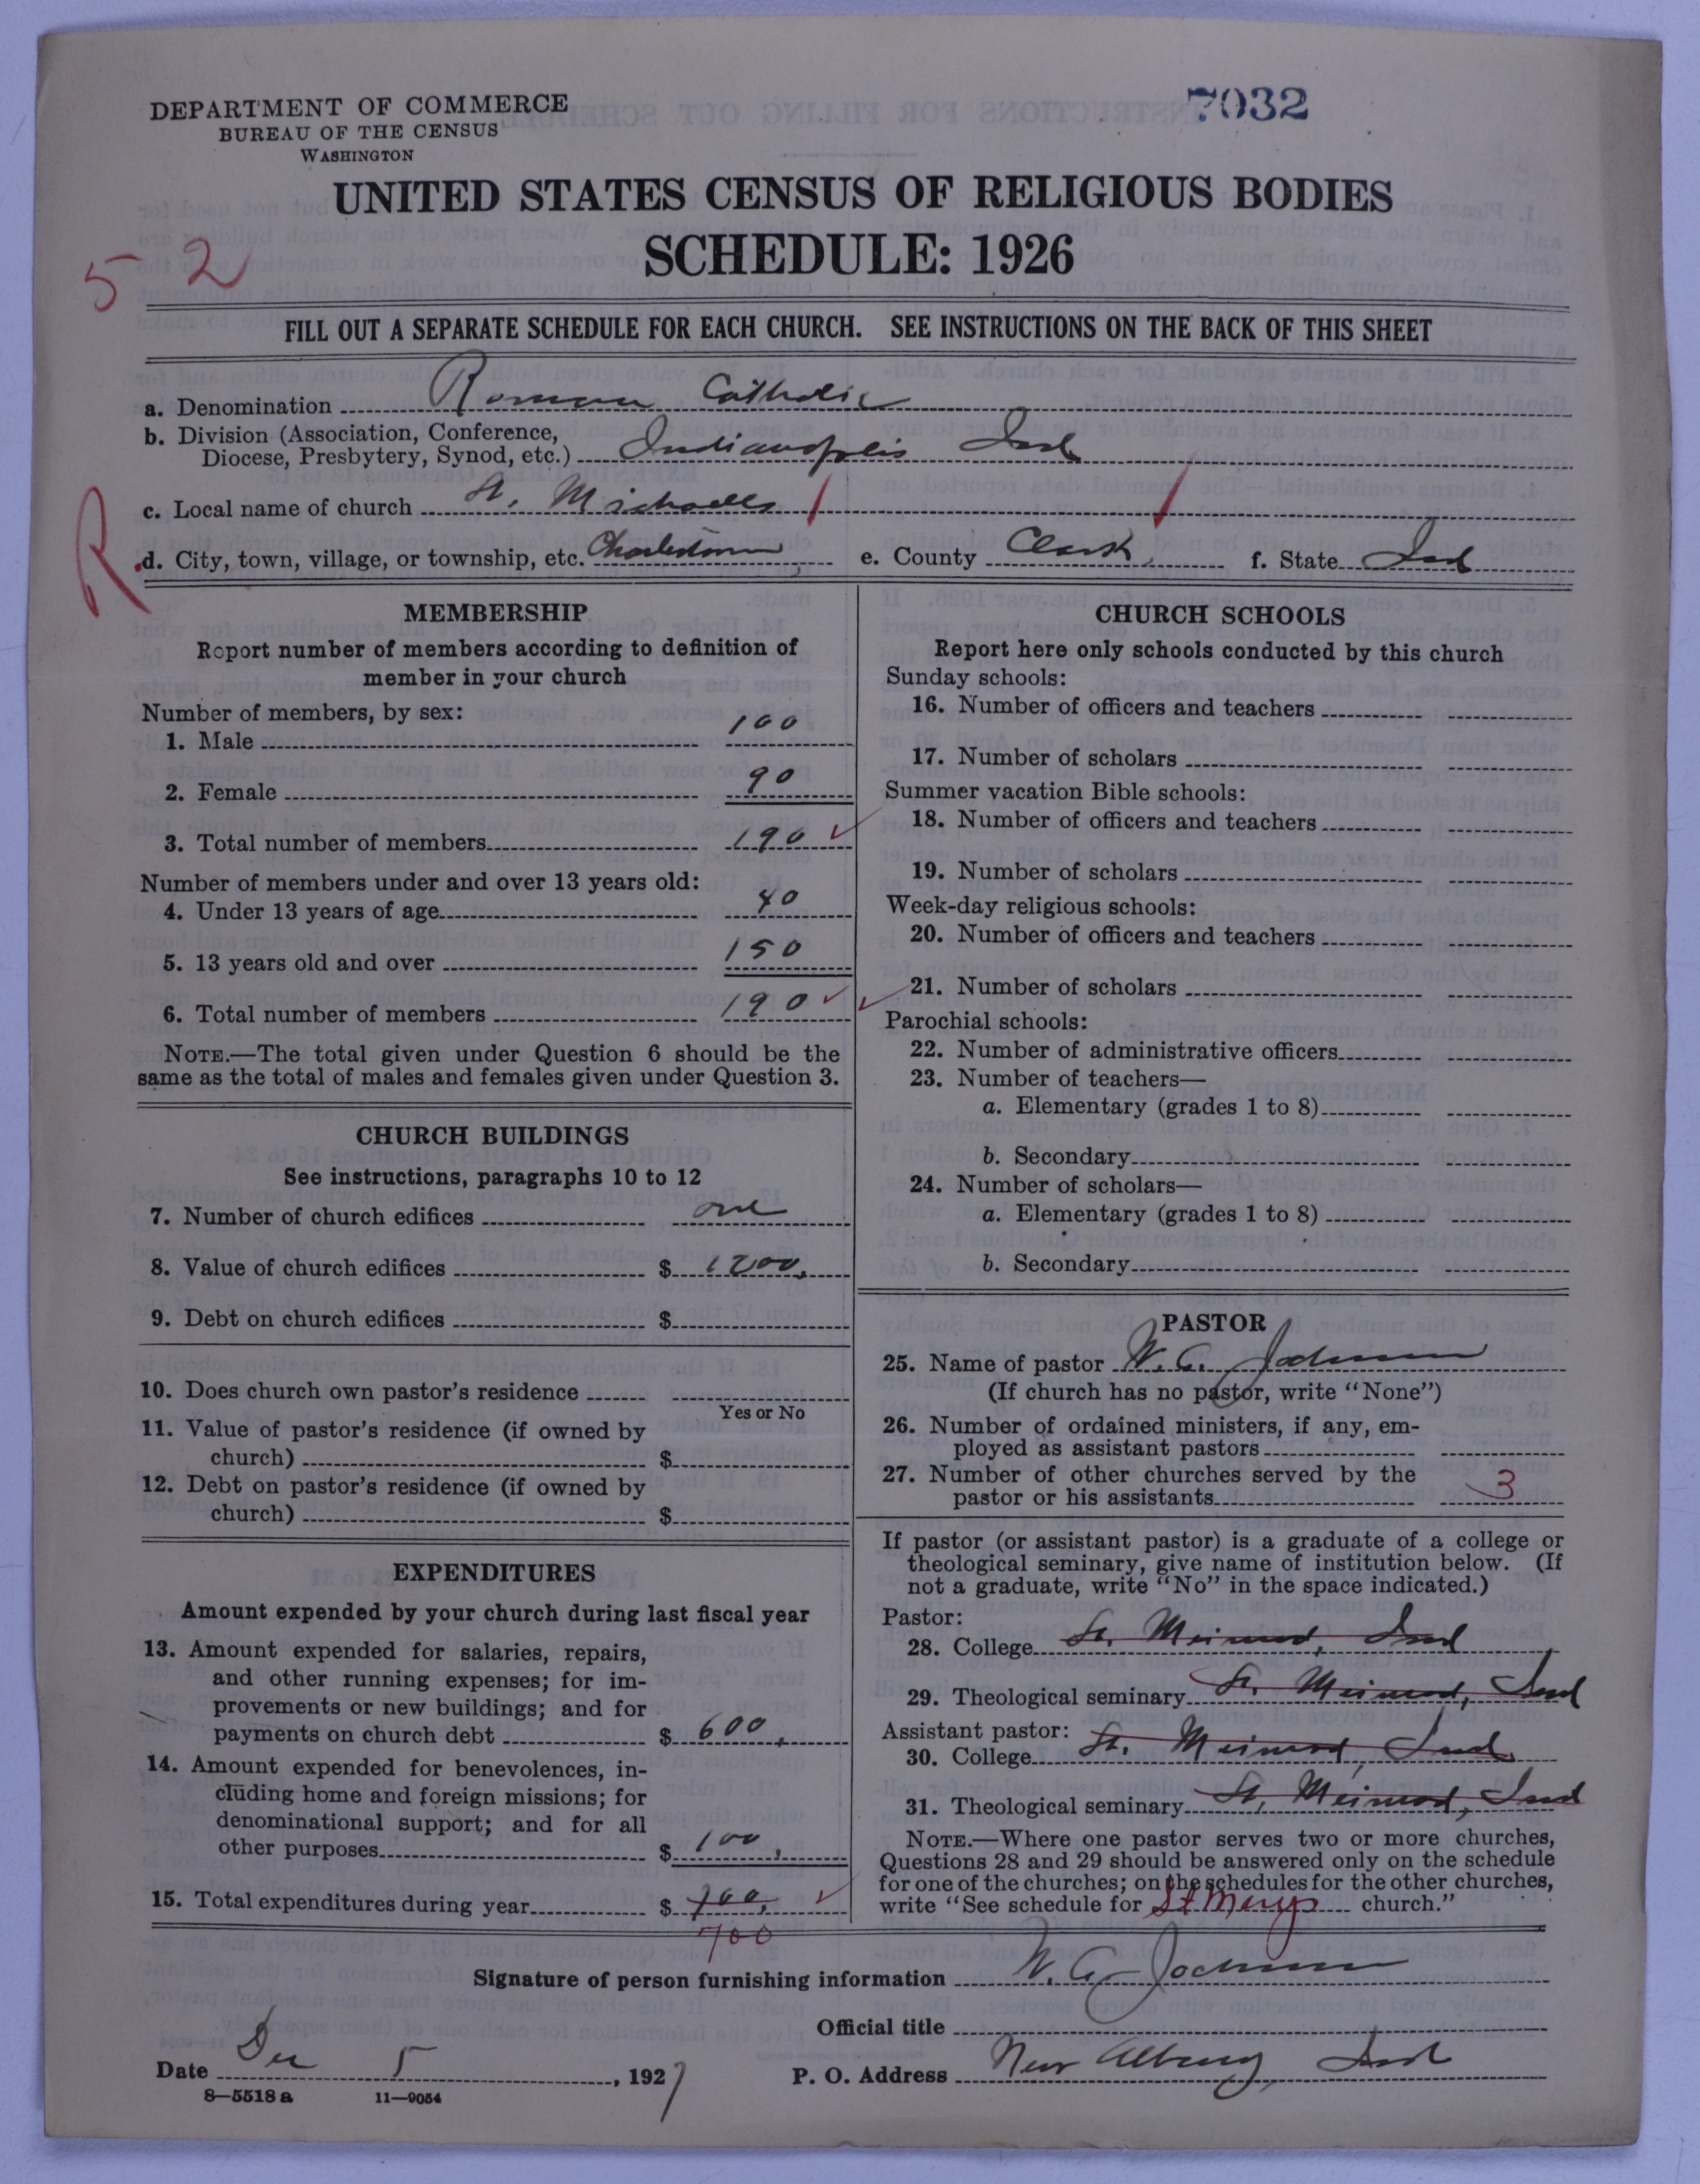 DEPARTMENT OF COMMERCE
BUREAU OF THE CENSUS
WASHINGTON
7032
UNITED STATES CENSUS OF RELIGIOUS BODIES
SCHEDULE: 1926
52
FILL OUT A SEPARATE SCHEDULE FOR EACH CHURCH. SEE INSTRUCTIONS ON THE BACK OF THIS SHEET
a. Denomination Roman Catholic
b. Division (Association, Conference,
Diocese, Presbytery, Synod, etc.) Indianapolis Ind
R
c. Local name of church St. Michaels
d. City, town, village, or township, etc. Charlestown, e. County Clark, f. State Ind
MEMBERSHIP
Report number of members according to definition of
member in your church
Number of members, by sex:
1. Male 100
2. Female 90
3. Total number of members 190
Number of members under and over 13 years old:
4. Under 13 years of age 40
5. 13 years old and over 150
6. Total number of members 190
NOTE.—The total given under Question 6 should be the
same as the total of males and females given under Question 3.
CHURCH BUILDINGS
See instructions, paragraphs 10 to 12
7. Number of church edifices one
8. Value of church edifices $ 1200.
9. Debt on church edifices $
10. Does church own pastor's residence
Yes or No
11. Value of pastor's residence (if owned by
church) $
12. Debt on pastor's residence (if owned by
church) $
EXPENDITURES
Amount expended by your church during last fiscal year
13. Amount expended for salaries, repairs,
and other running expenses; for im-
provements or new buildings; and for
payments on church debt $ 600.
14. Amount expended for benevolences, in-
cluding home and foreign missions; for
denominational support; and for all
other purposes $ 100.
15. Total expenditures during year $ 700.
700
CHURCH SCHOOLS
Report here only schools conducted by this church
Sunday schools:
16. Number of officers and teachers
17. Number of scholars
Summer vacation Bible schools:
18. Number of officers and teachers
19. Number of scholars
Week-day religious schools:
20. Number of officers and teachers
21. Number of scholars
Parochial schools:
22. Number of administrative officers
23. Number of teachers—
a. Elementary (grades 1 to 8)
b. Secondary
24. Number of scholars—
a. Elementary (grades 1 to 8)
b. Secondary
PASTOR
25. Name of pastor W. C. Jochum
(If church has no pastor, write "None")
26. Number of ordained ministers, if any, em-
ployed as assistant pastors
27. Number of other churches served by the
pastor or his assistants 3
If pastor (or assistant pastor) is a graduate of a college or
theological seminary, give name of institution below. (If
not a graduate, write "No" in the space indicated.)
Pastor:
28. College St. Meinrad, Ind
29. Theological seminary St. Meinrad, Ind
Assistant pastor:
30. College St. Meinrad, Ind.
31. Theological seminary St. Meinrad, Ind
NOTE.—Where one pastor serves two or more churches,
Questions 28 and 29 should be answered only on the schedule
for one of the churches; on the schedules for the other churches,
write "See schedule for St Marys church."
Signature of person furnishing information W. C. Jochum
Official title
Date Dec 5, 1927 P. O. Address New Albany, Ind
8—5518 a 11—9054